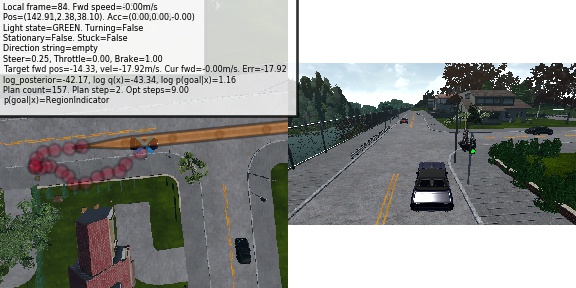 Local frame=84. Fwd speed=-0.00m/s
Pos=(142.91,2.38,38.10). Acc=(0.00,0.00,-0.00)
Light state=GREEN. Turning=False
Stationary=False. Stuck=False
Direction string=empty
Steer=0.25, Throttle=0.00, Brake=1.00
Target fwd pos=-14.33, vel=-17.92m/s. Cur fwd=-0.00m/s. Err=-17.92
log_posterior=-42.17, log q(x)=-43.34, log p(goal|x)=1.16
Plan count=157. Plan step=2. Opt steps=9.00
p(goal|x)=RegionIndicator